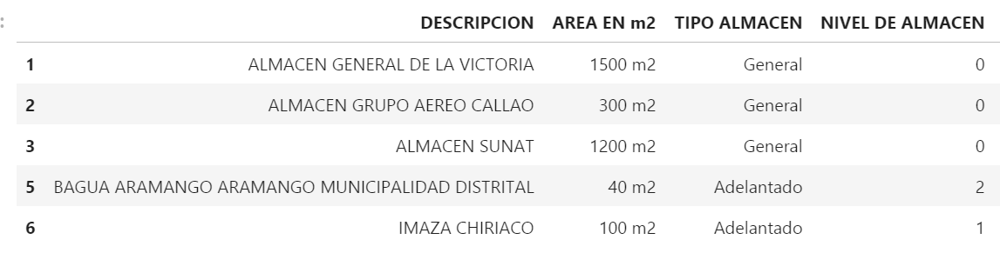 DESCRIPCION AREA EN m2 TIPO ALMACEN NIVEL DE ALMACEN
1 ALMACEN GENERAL DE LA VICTORIA 1500 m2 General 0
2 ALMACEN GRUPO AEREO CALLAO 300 m2 General 0
3 ALMACEN SUNAT 1200 m2 General 0
5 BAGUA ARAMANGO ARAMANGO MUNICIPALIDAD DISTRITAL 40 m2 Adelantado 2
6 IMAZA CHIRIACO 100 m2 Adelantado 1